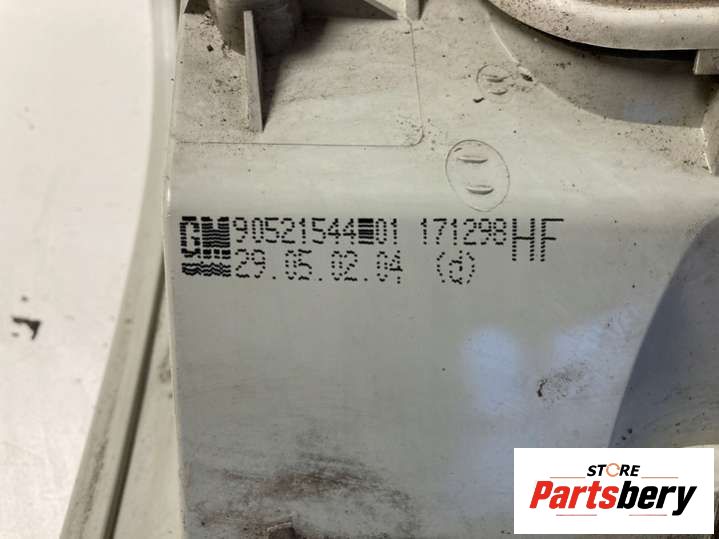 GM 90521544 01 171298 HF
29.05.02.04 (d)
STORE
Partsbery